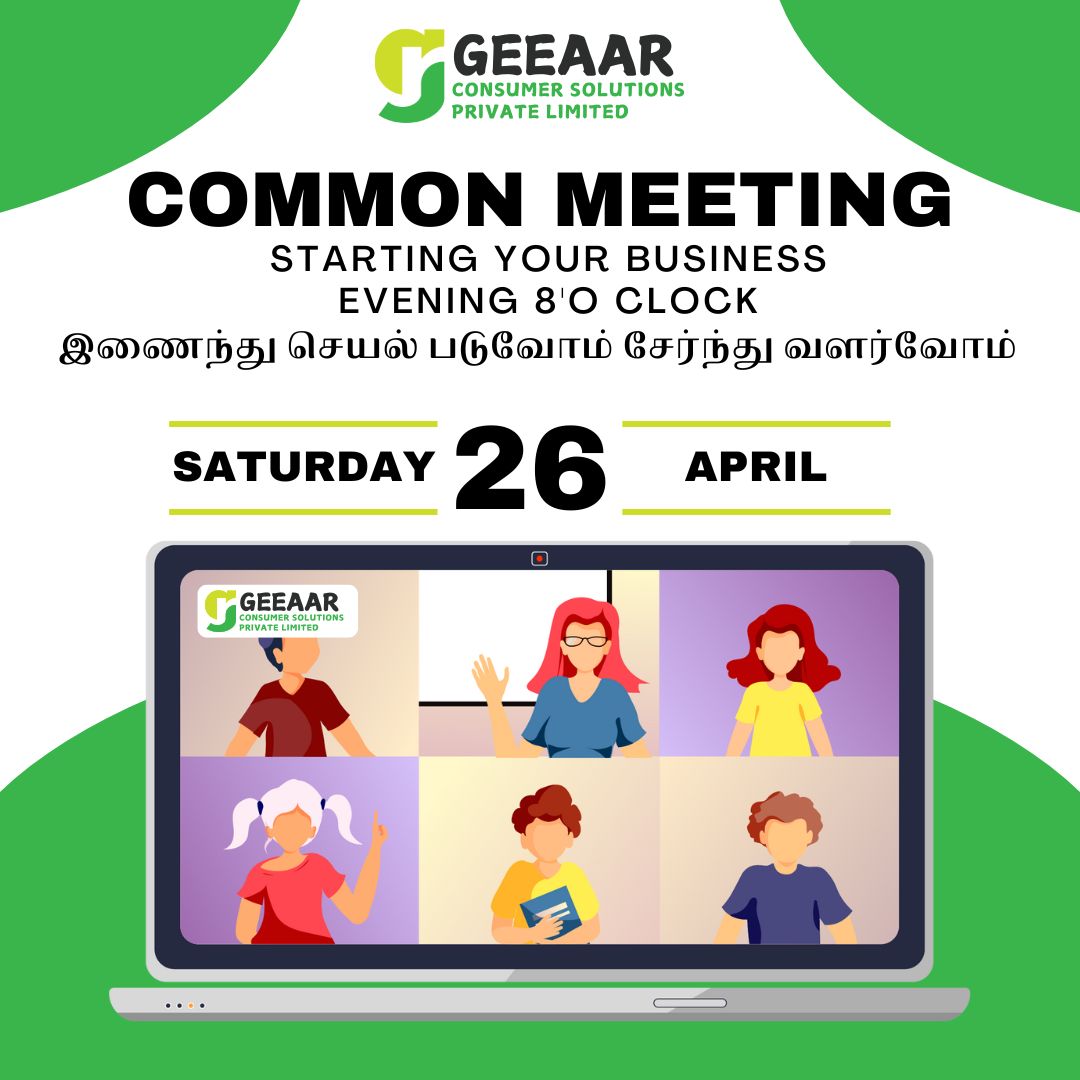 GEEAAR
CONSUMER SOLUTIONS
PRIVATE LIMITED
COMMON MEETING
STARTING YOUR BUSINESS
EVENING 8'O CLOCK
இணைந்து செயல் படுவோம் சேர்ந்து வளர்வோம்
SATURDAY 26 APRIL
GEEAAR
CONSUMER SOLUTIONS
PRIVATE LIMITED